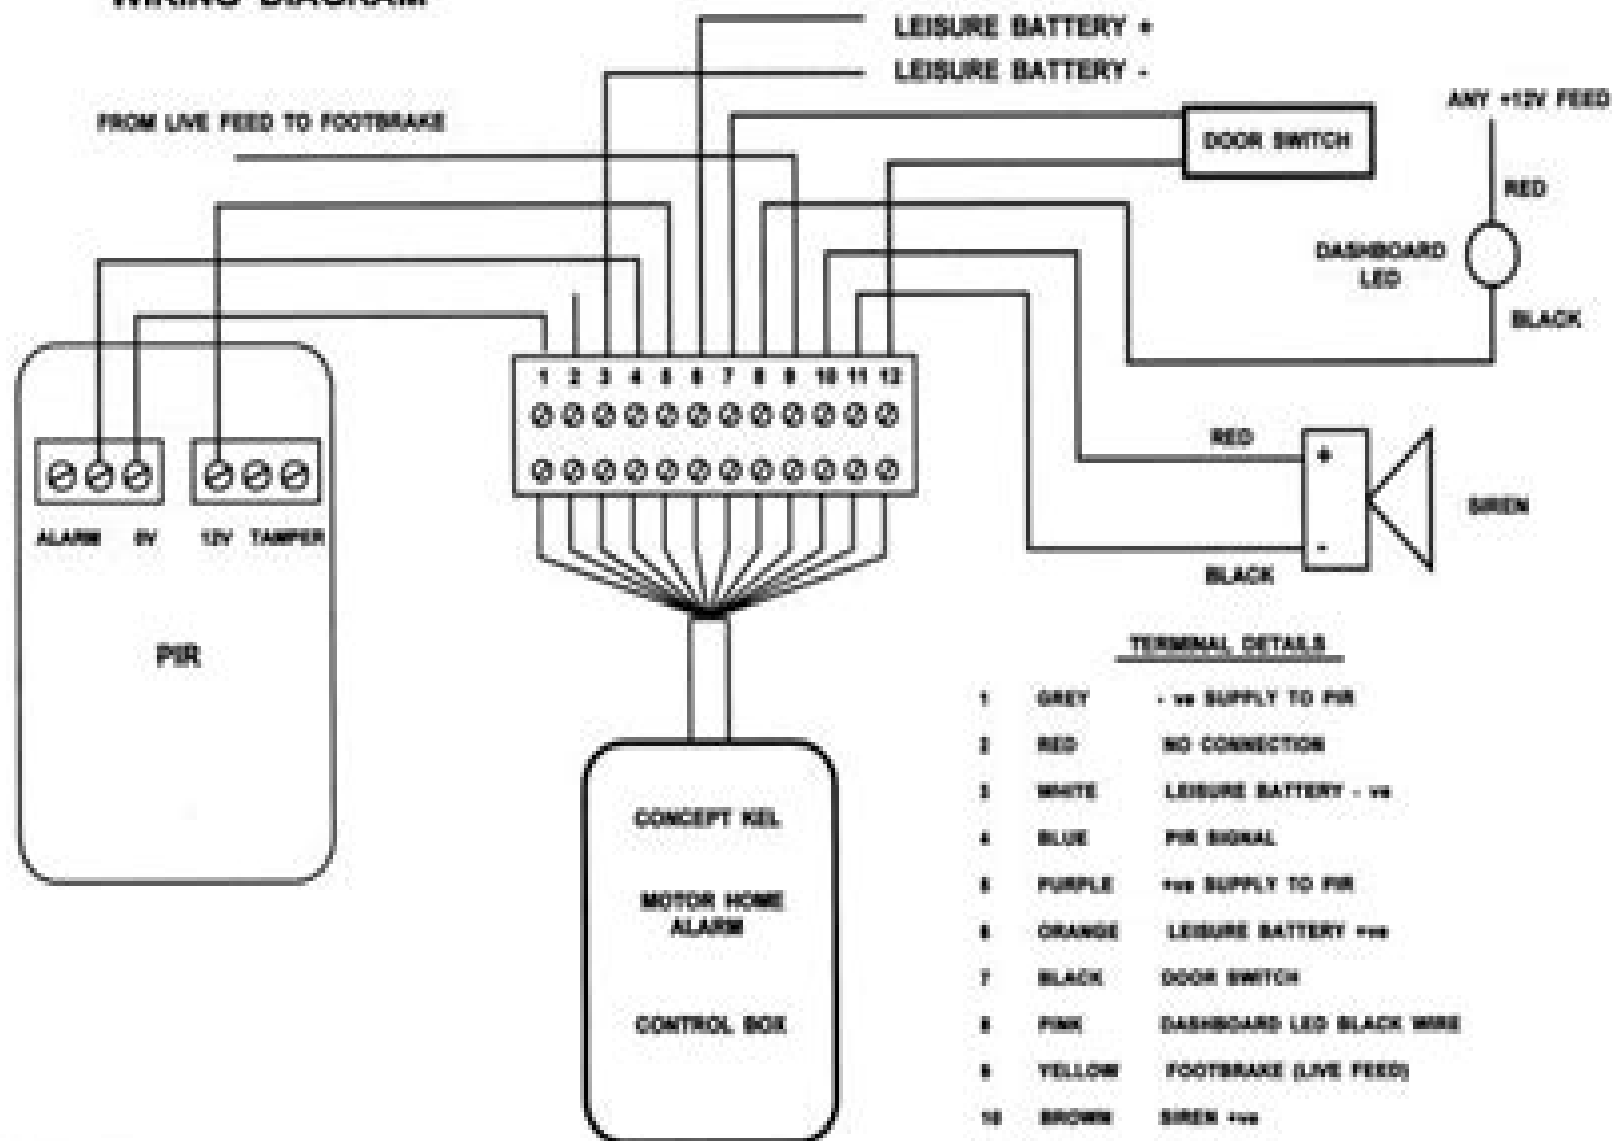 WIRING DIAGRAM
LEISURE BATTERY +
LEISURE BATTERY -
ANY +12V FEED
FROM LIVE FEED TO FOOTBRAKE
DOOR SWITCH
RED
DASHBOARD
LED
BLACK
1 2 3 4 5 6 7 8 9 10 11 12
RED
+
SIREN
-
BLACK
ALARM 0V 12V TAMPER
PIR
CONCEPT KEL
MOTOR HOME
ALARM
CONTROL BOX
TERMINAL DETAILS
1 GREY - ve SUPPLY TO PIR
2 RED NO CONNECTION
3 WHITE LEISURE BATTERY - ve
4 BLUE PIR SIGNAL
5 PURPLE +ve SUPPLY TO PIR
6 ORANGE LEISURE BATTERY +ve
7 BLACK DOOR SWITCH
8 PINK DASHBOARD LED BLACK WIRE
9 YELLOW FOOTBRAKE (LIVE FEED)
10 BROWN SIREN +ve